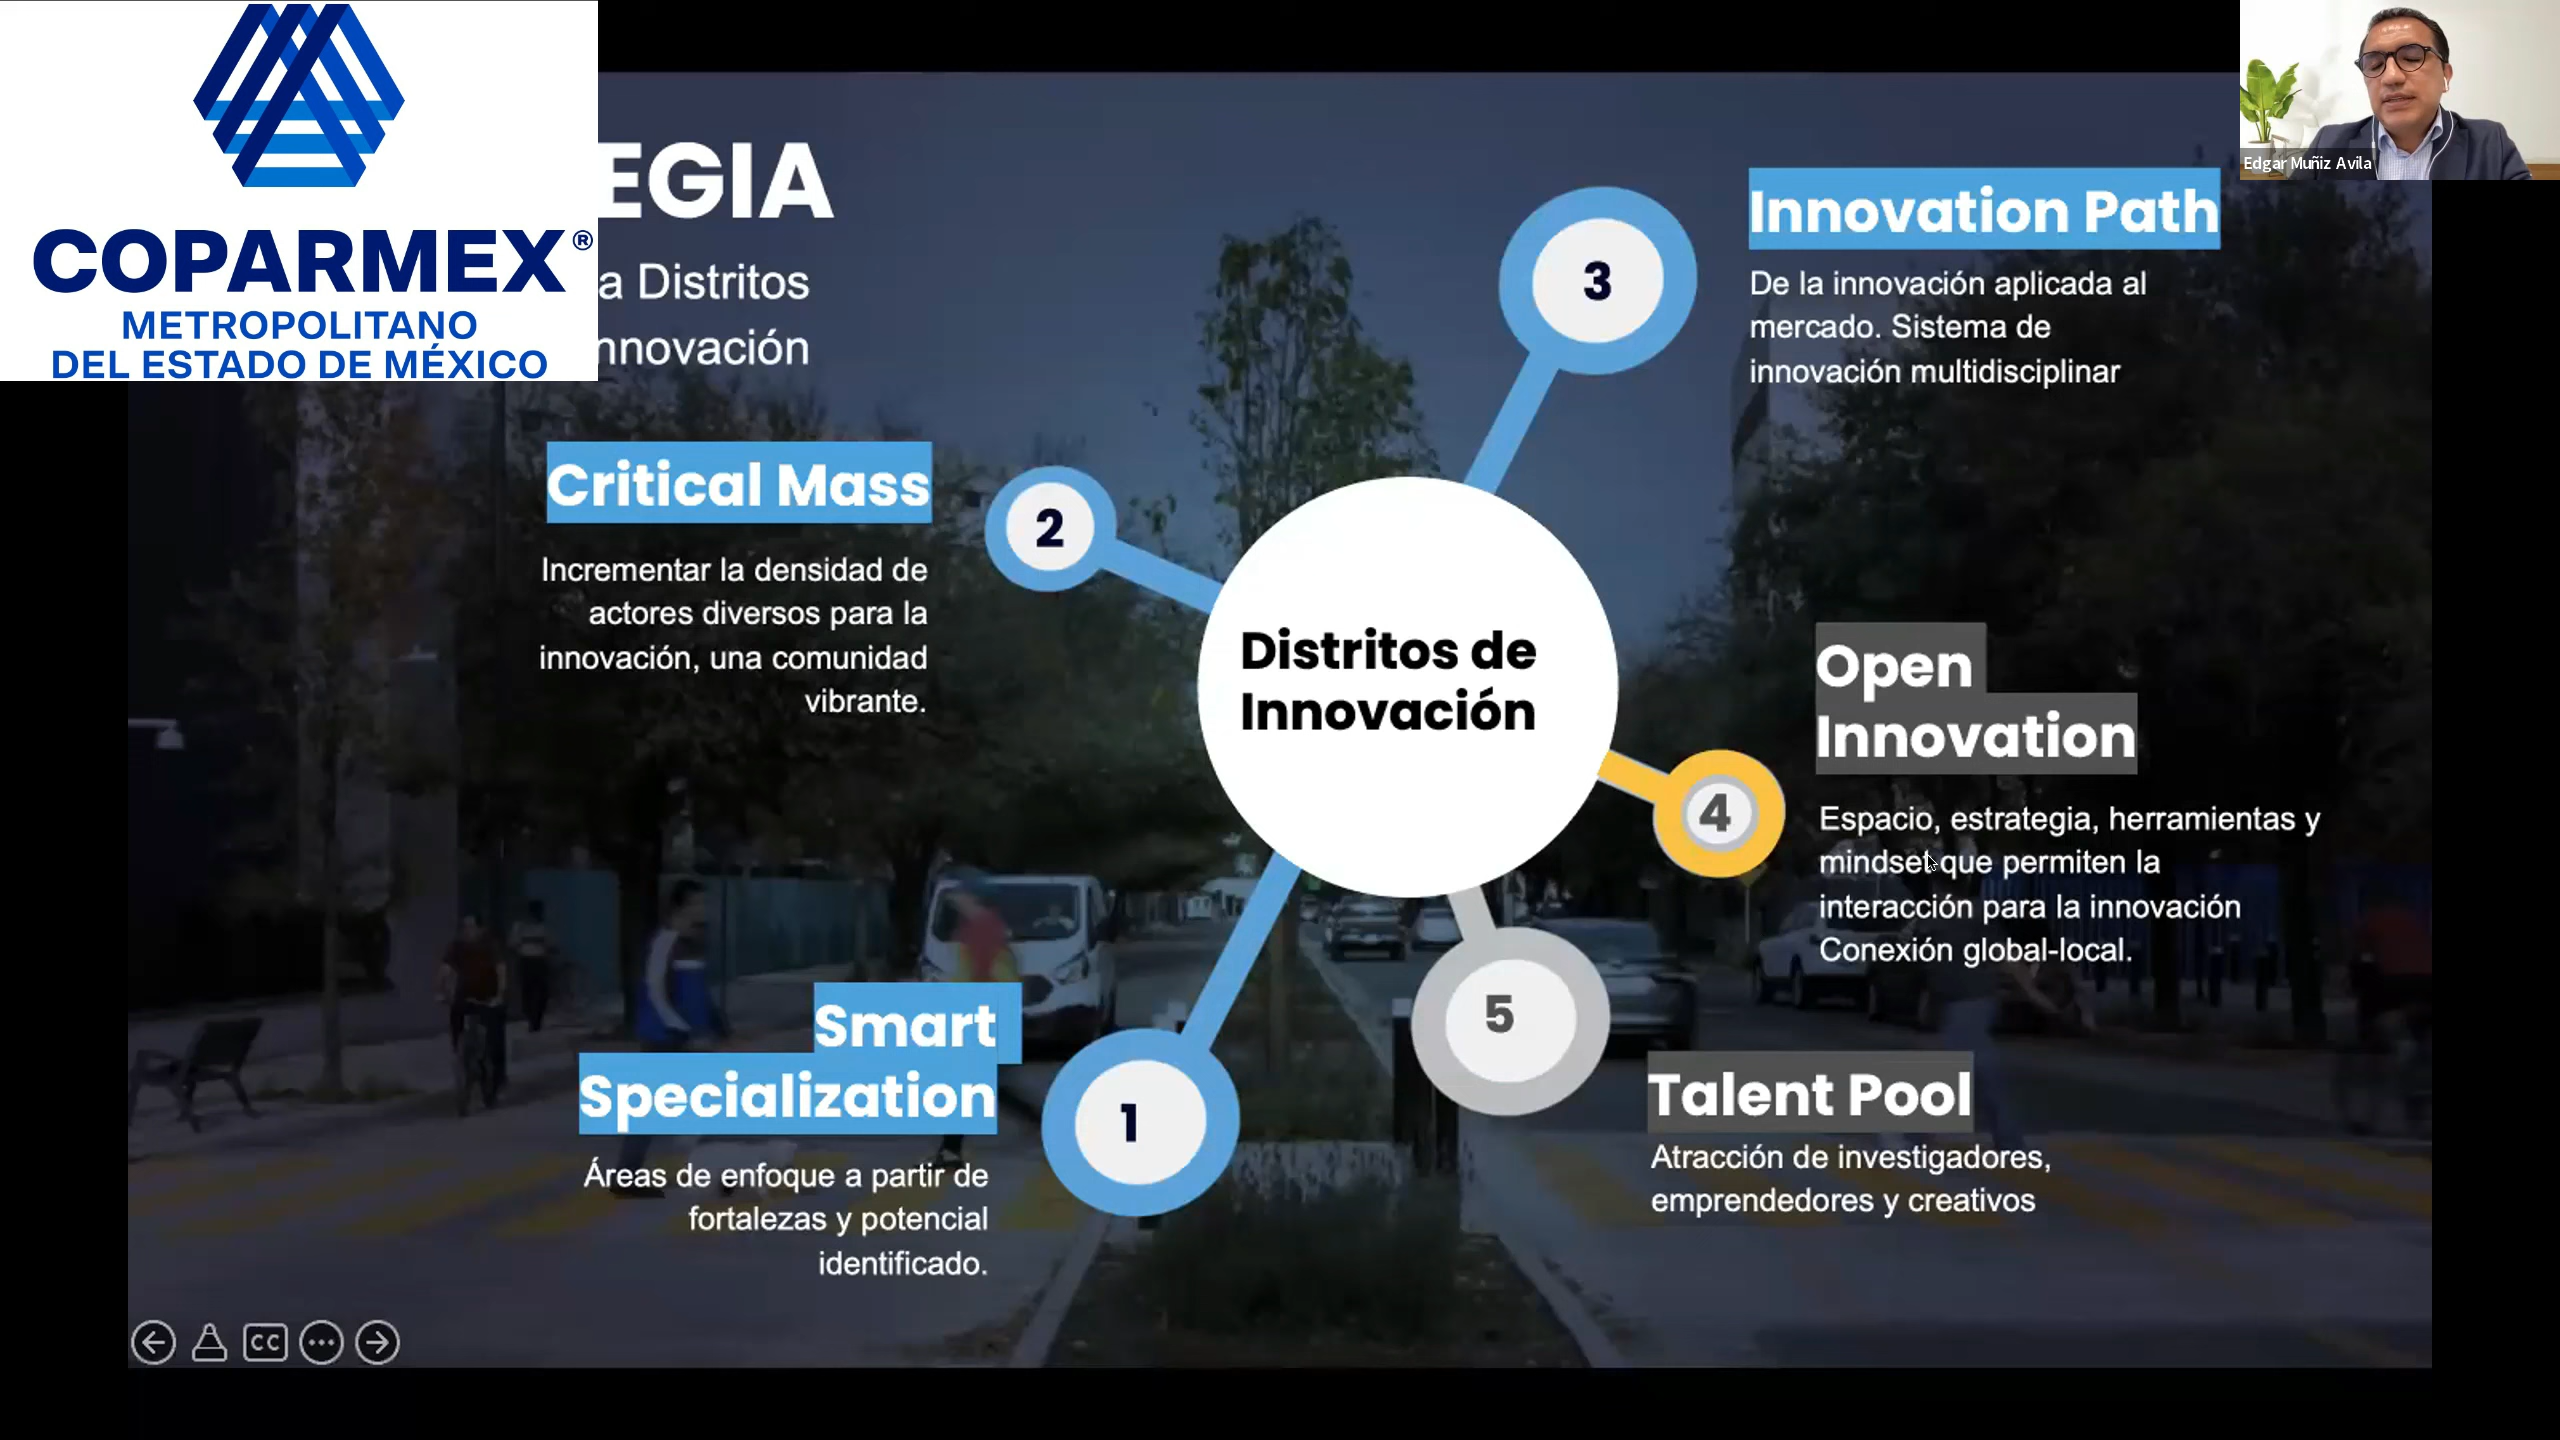 COPARMEX®
METROPOLITANO
DEL ESTADO DE MÉXICO
EGIA
a Distritos
nnovación
Edgar Muñiz Avila
3
Innovation Path
De la innovación aplicada al
mercado. Sistema de
innovación multidisciplinar
2
Critical Mass
Incrementar la densidad de
actores diversos para la
innovación, una comunidad
vibrante.
Distritos de
Innovación
4
Open
Innovation
Espacio, estrategia, herramientas y
mindset que permiten la
interacción para la innovación
Conexión global-local.
1
Smart
Specialization
Áreas de enfoque a partir de
fortalezas y potencial
identificado.
5
Talent Pool
Atracción de investigadores,
emprendedores y creativos
CC